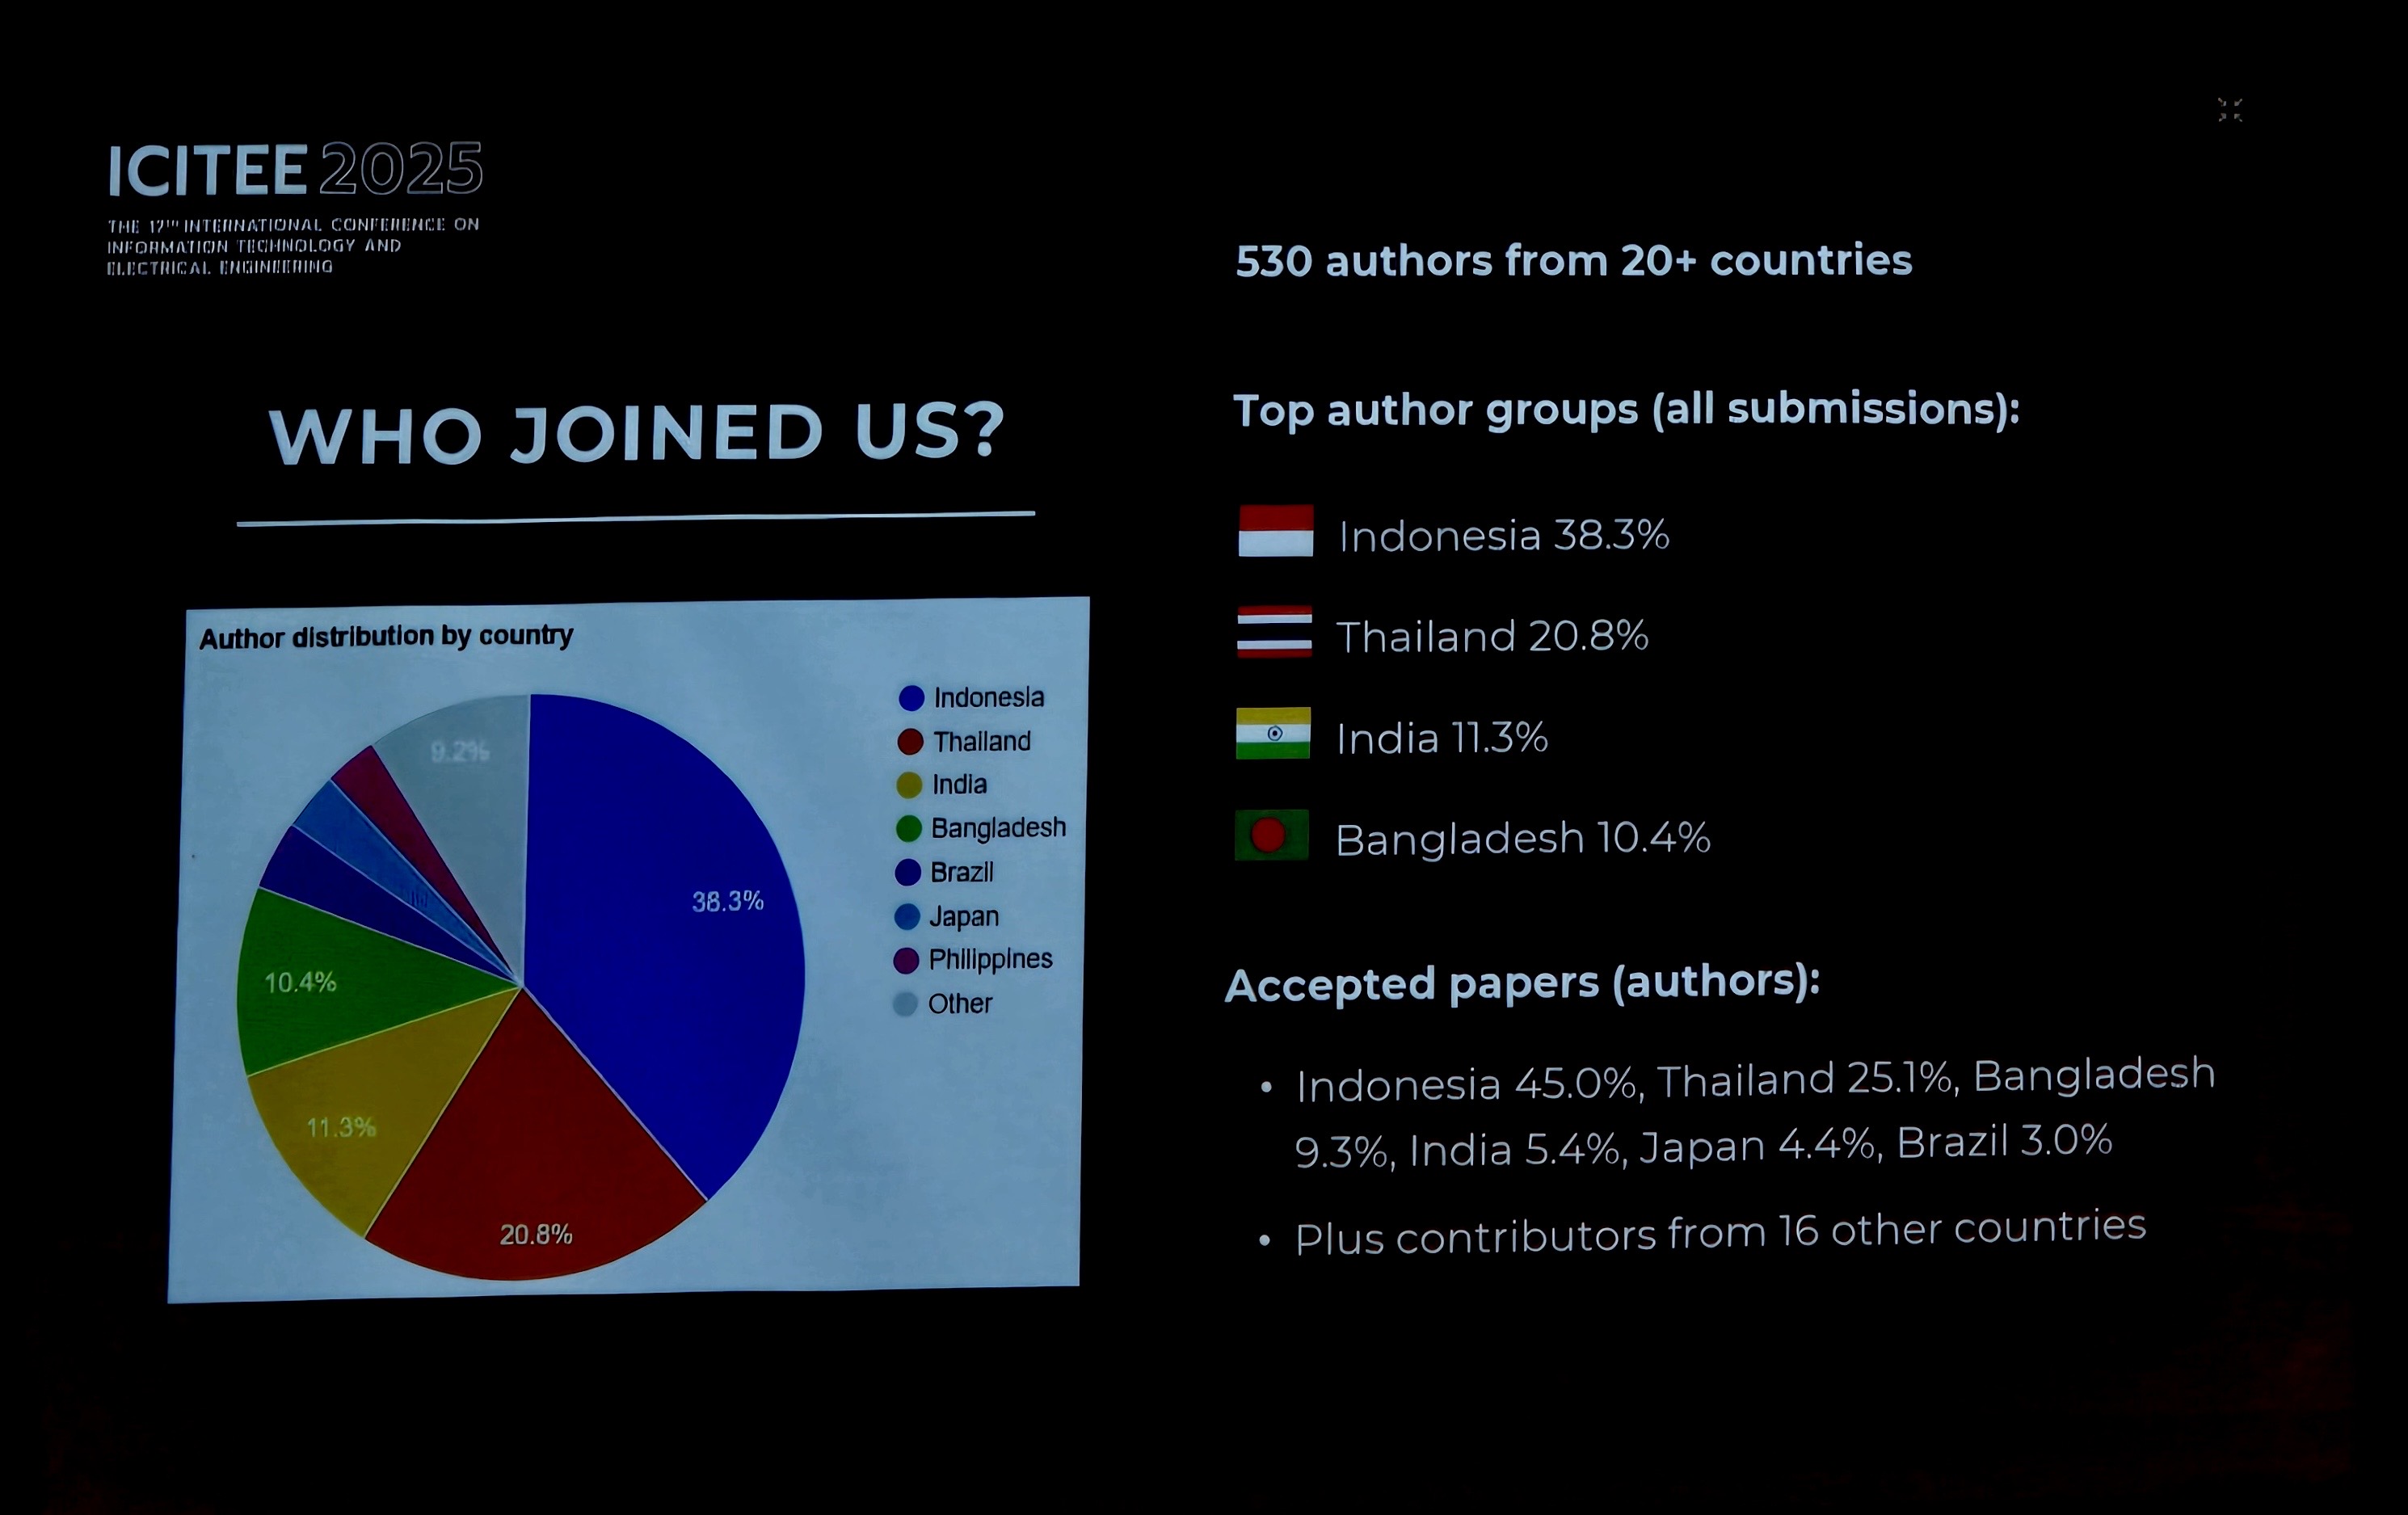 ICITEE 2025
THE 17TH INTERNATIONAL CONFERENCE ON
INFORMATION TECHNOLOGY AND
ELECTRICAL ENGINEERING
WHO JOINED US?
Author distribution by country
9.2%
38.3%
10.4%
11.3%
20.8%
Indonesia
Thailand
India
Bangladesh
Brazil
Japan
Philippines
Other
530 authors from 20+ countries
Top author groups (all submissions):
Indonesia 38.3%
Thailand 20.8%
India 11.3%
Bangladesh 10.4%
Accepted papers (authors):
• Indonesia 45.0%, Thailand 25.1%, Bangladesh
9.3%, India 5.4%, Japan 4.4%, Brazil 3.0%
• Plus contributors from 16 other countries